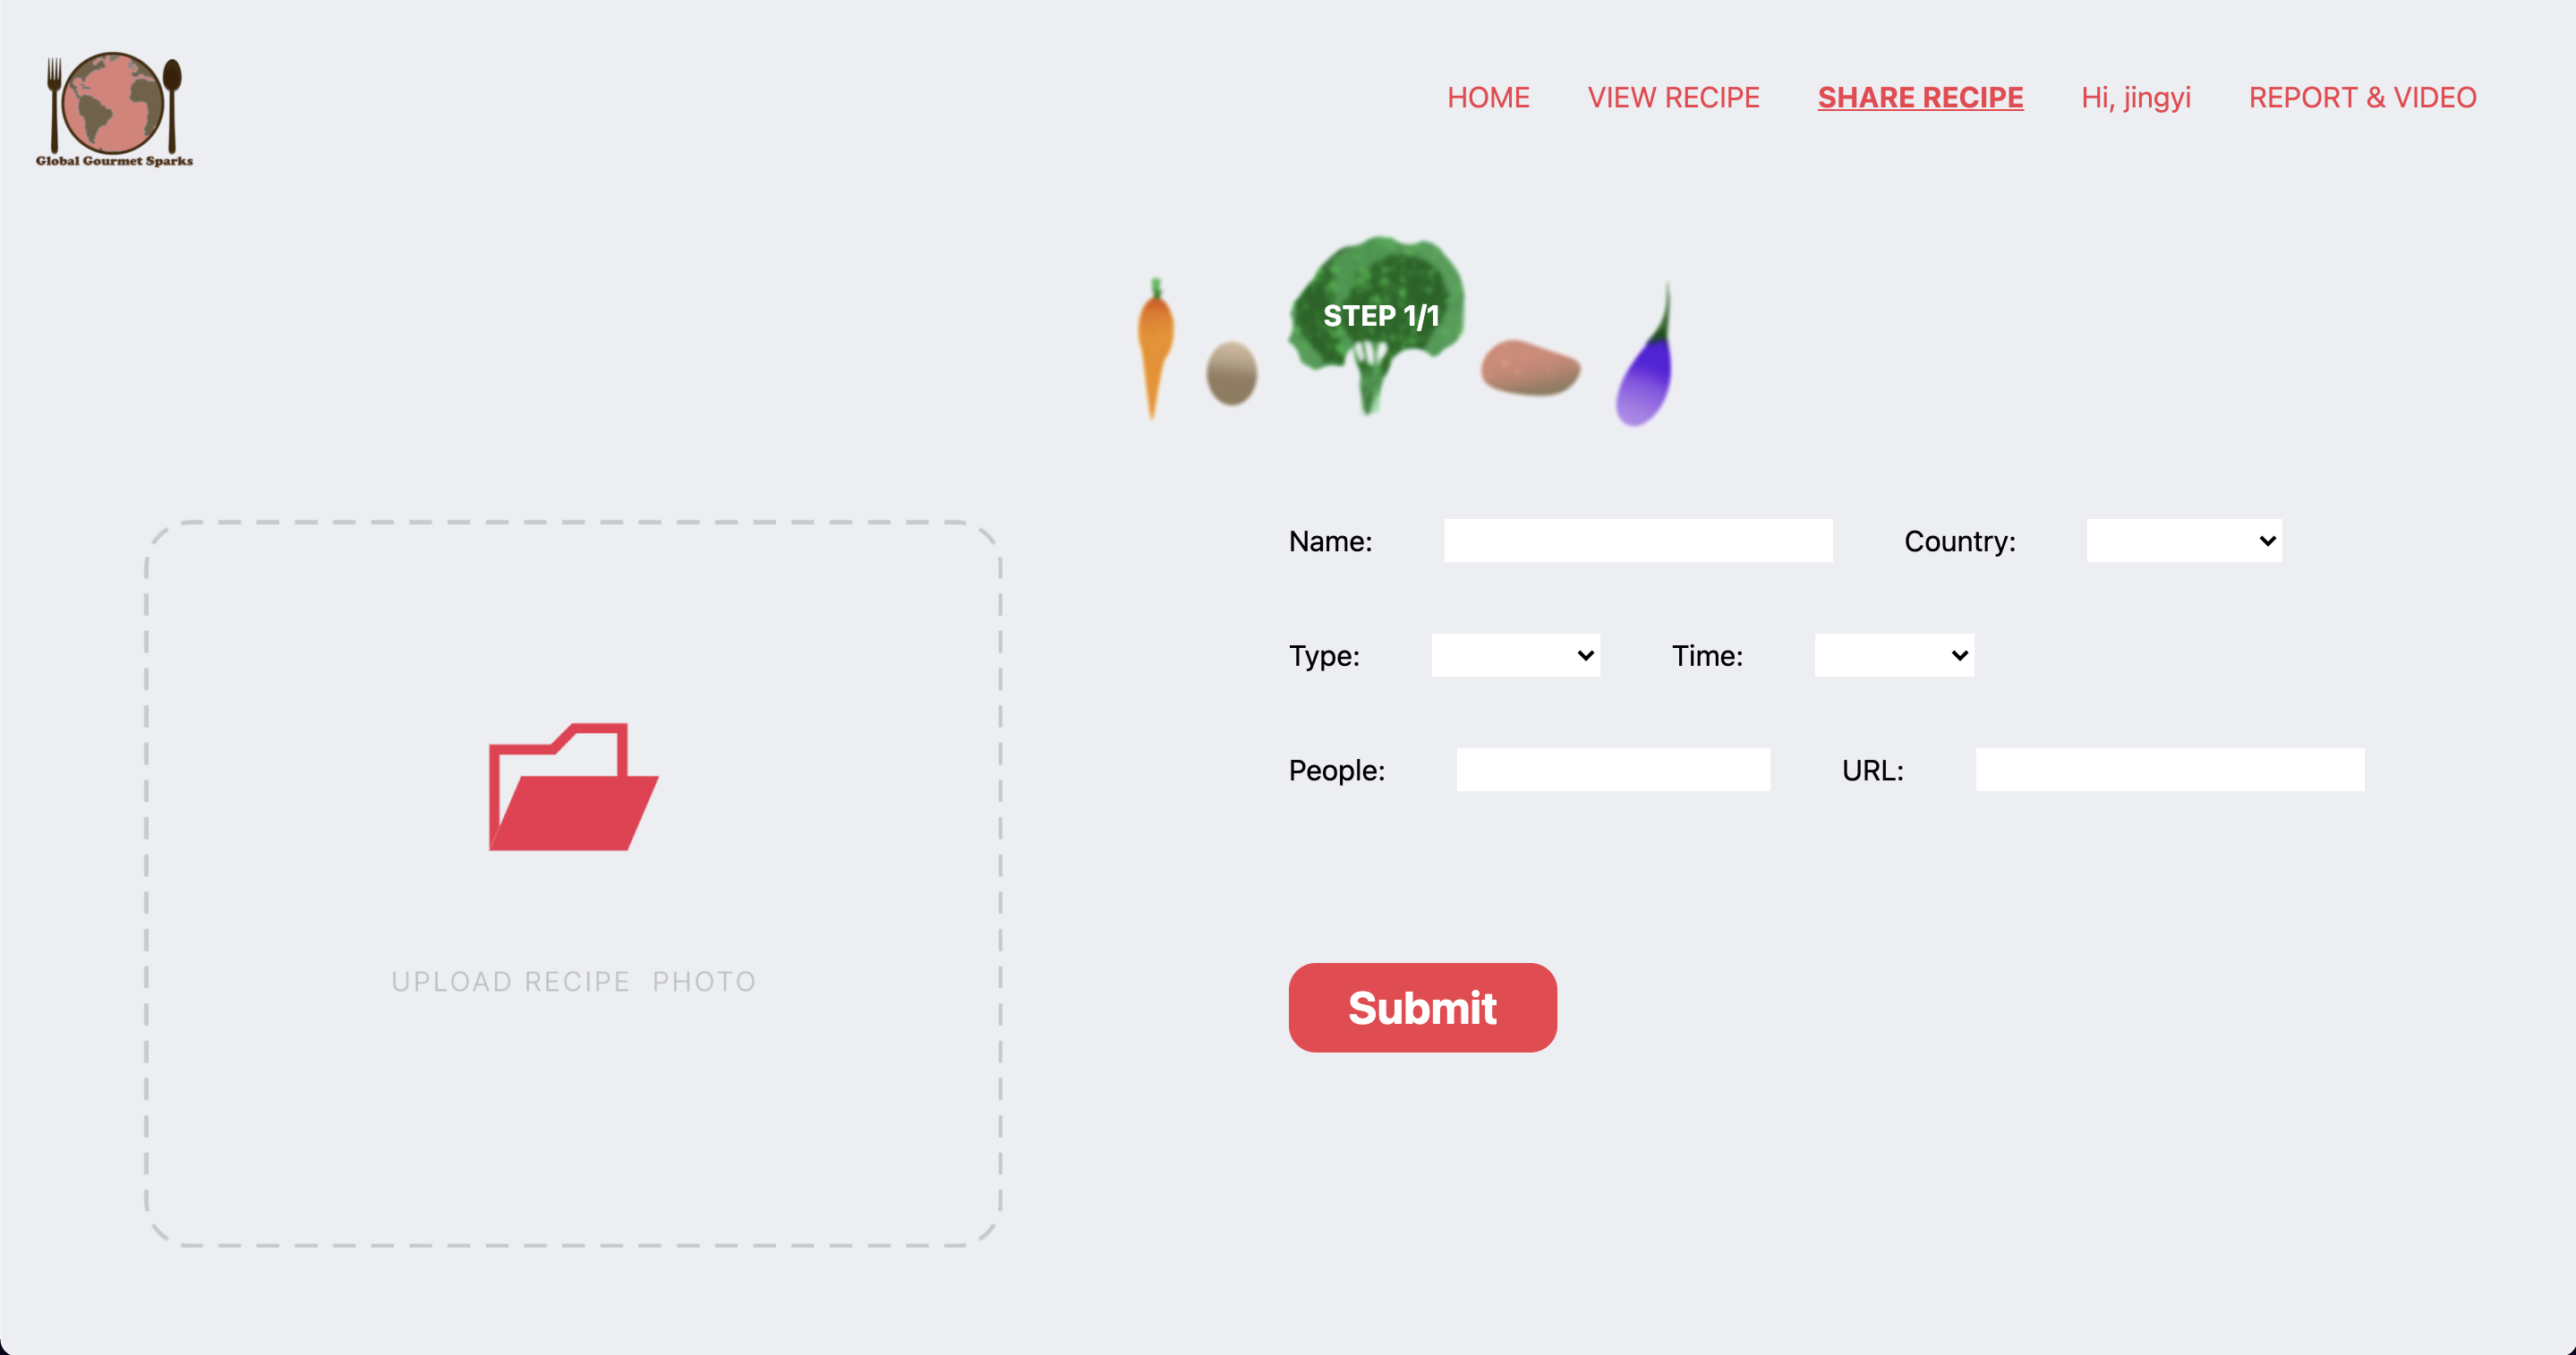 Global Gourmet Sparks
HOME VIEW RECIPE SHARE RECIPE Hi, jingyi REPORT & VIDEO
STEP 1/1
Name: Country:
Type: Time:
People: URL:
UPLOAD RECIPE PHOTO
Submit